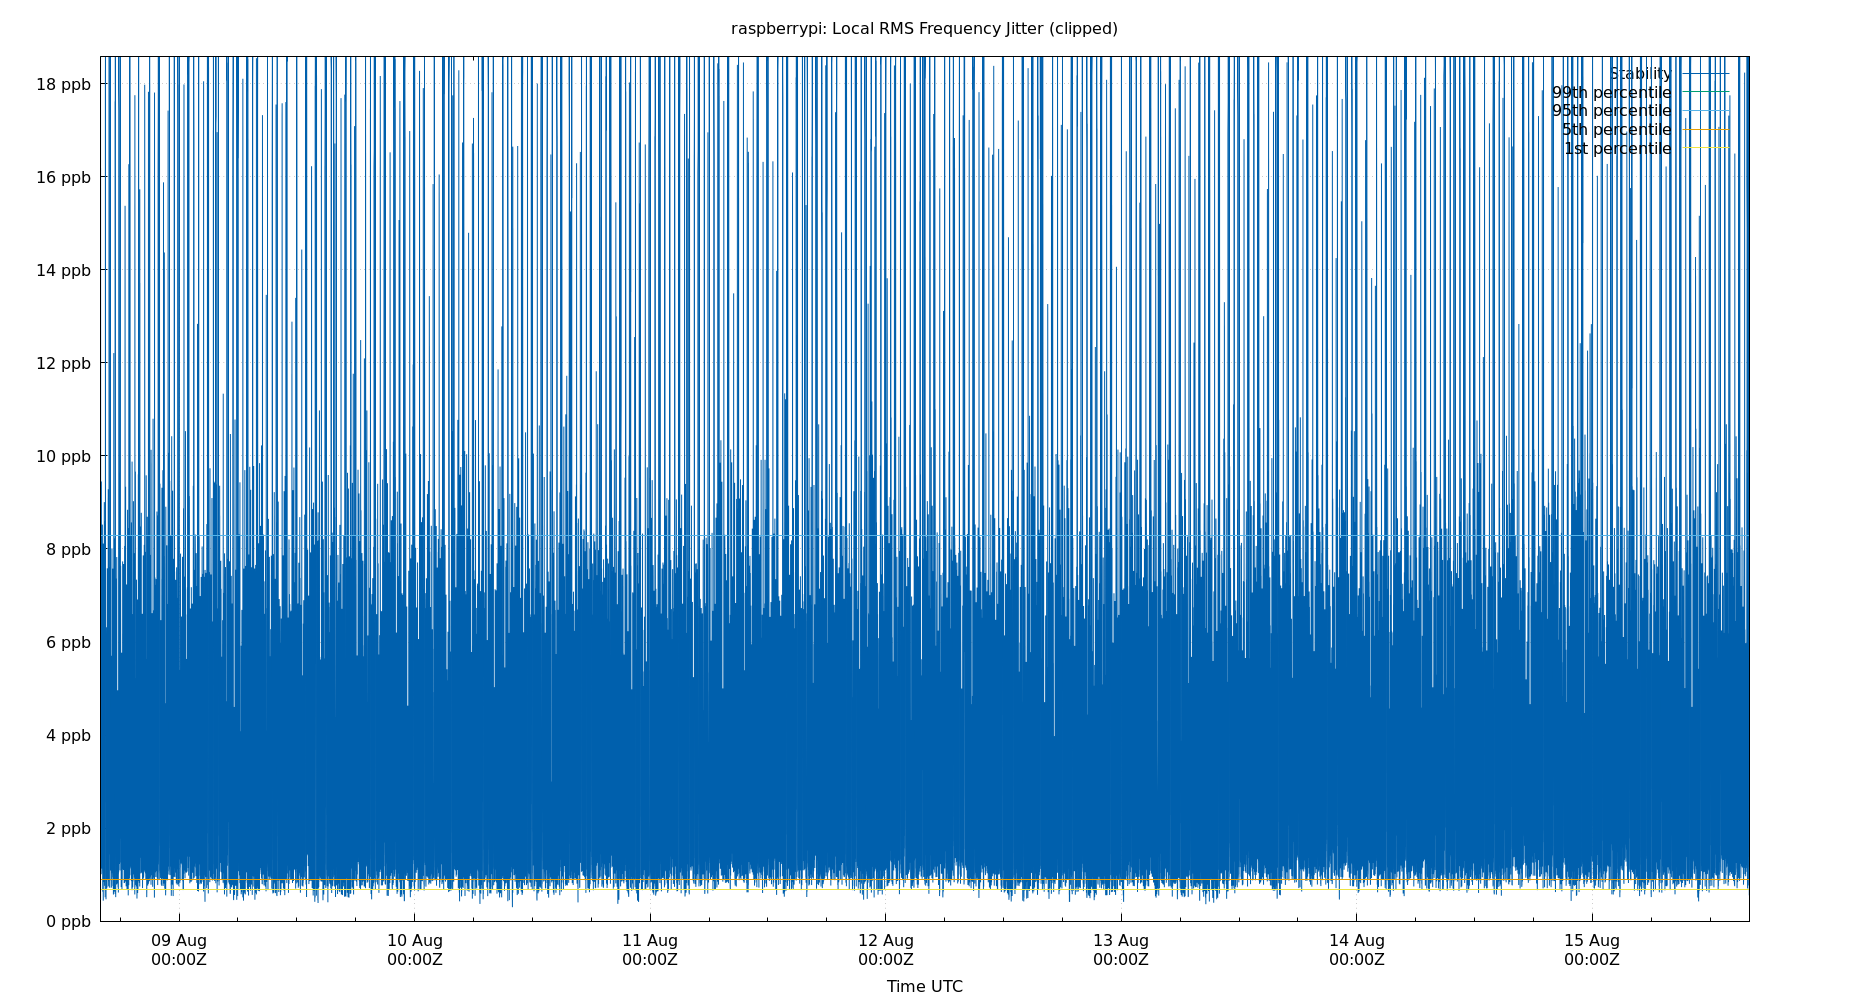 raspberrypi: Local RMS Frequency Jitter (clipped)
18 ppb
16 ppb
14 ppb
12 ppb
10 ppb
8 ppb
6 ppb
4 ppb
2 ppb
0 ppb
Stability
99th percentile
95th percentile
5th percentile
1st percentile
09 Aug
00:00Z
10 Aug
00:00Z
11 Aug
00:00Z
12 Aug
00:00Z
13 Aug
00:00Z
14 Aug
00:00Z
15 Aug
00:00Z
Time UTC